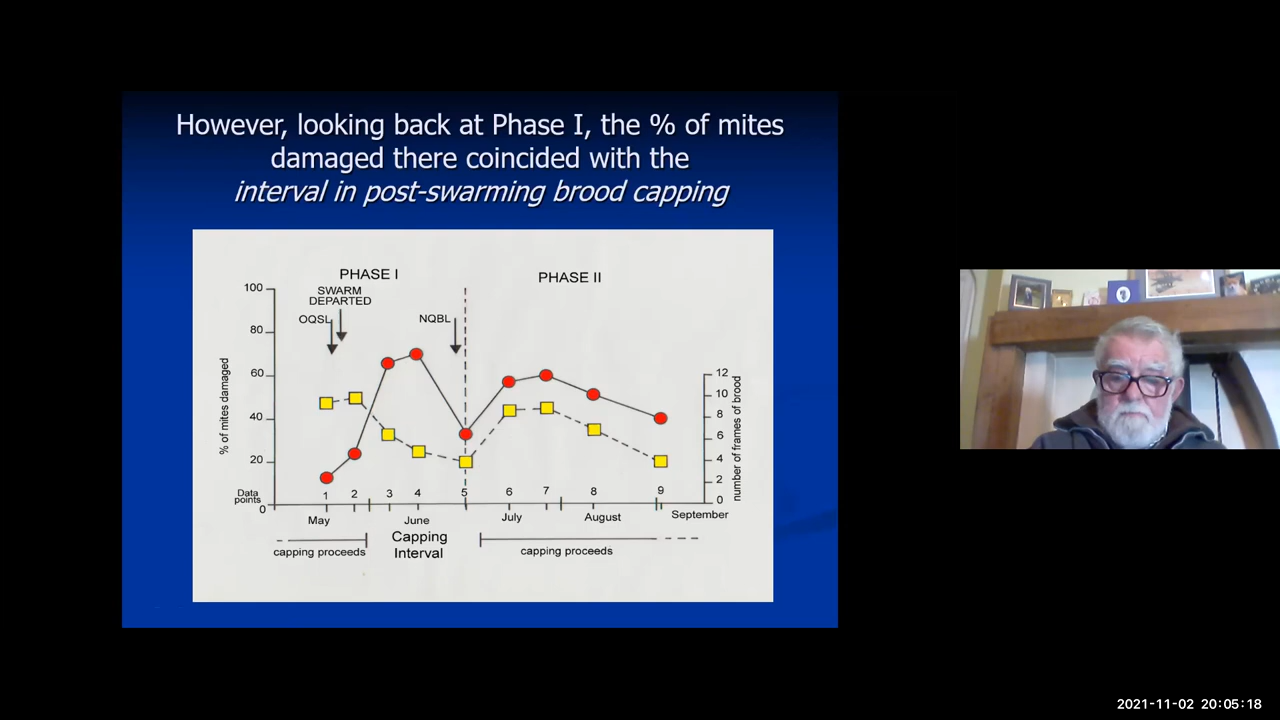 However, looking back at Phase I, the % of mites
damaged there coincided with the
interval in post-swarming brood capping
PHASE I
PHASE II
SWARM
DEPARTED
OQSL
NQBL
100
80
60
40
20
0
% of mites damaged
12
10
8
6
4
2
0
number of frames of brood
Data
points
1 2 3 4 5 6 7 8 9
May June July August September
capping proceeds
Capping
Interval
capping proceeds
2021-11-02 20:05:18